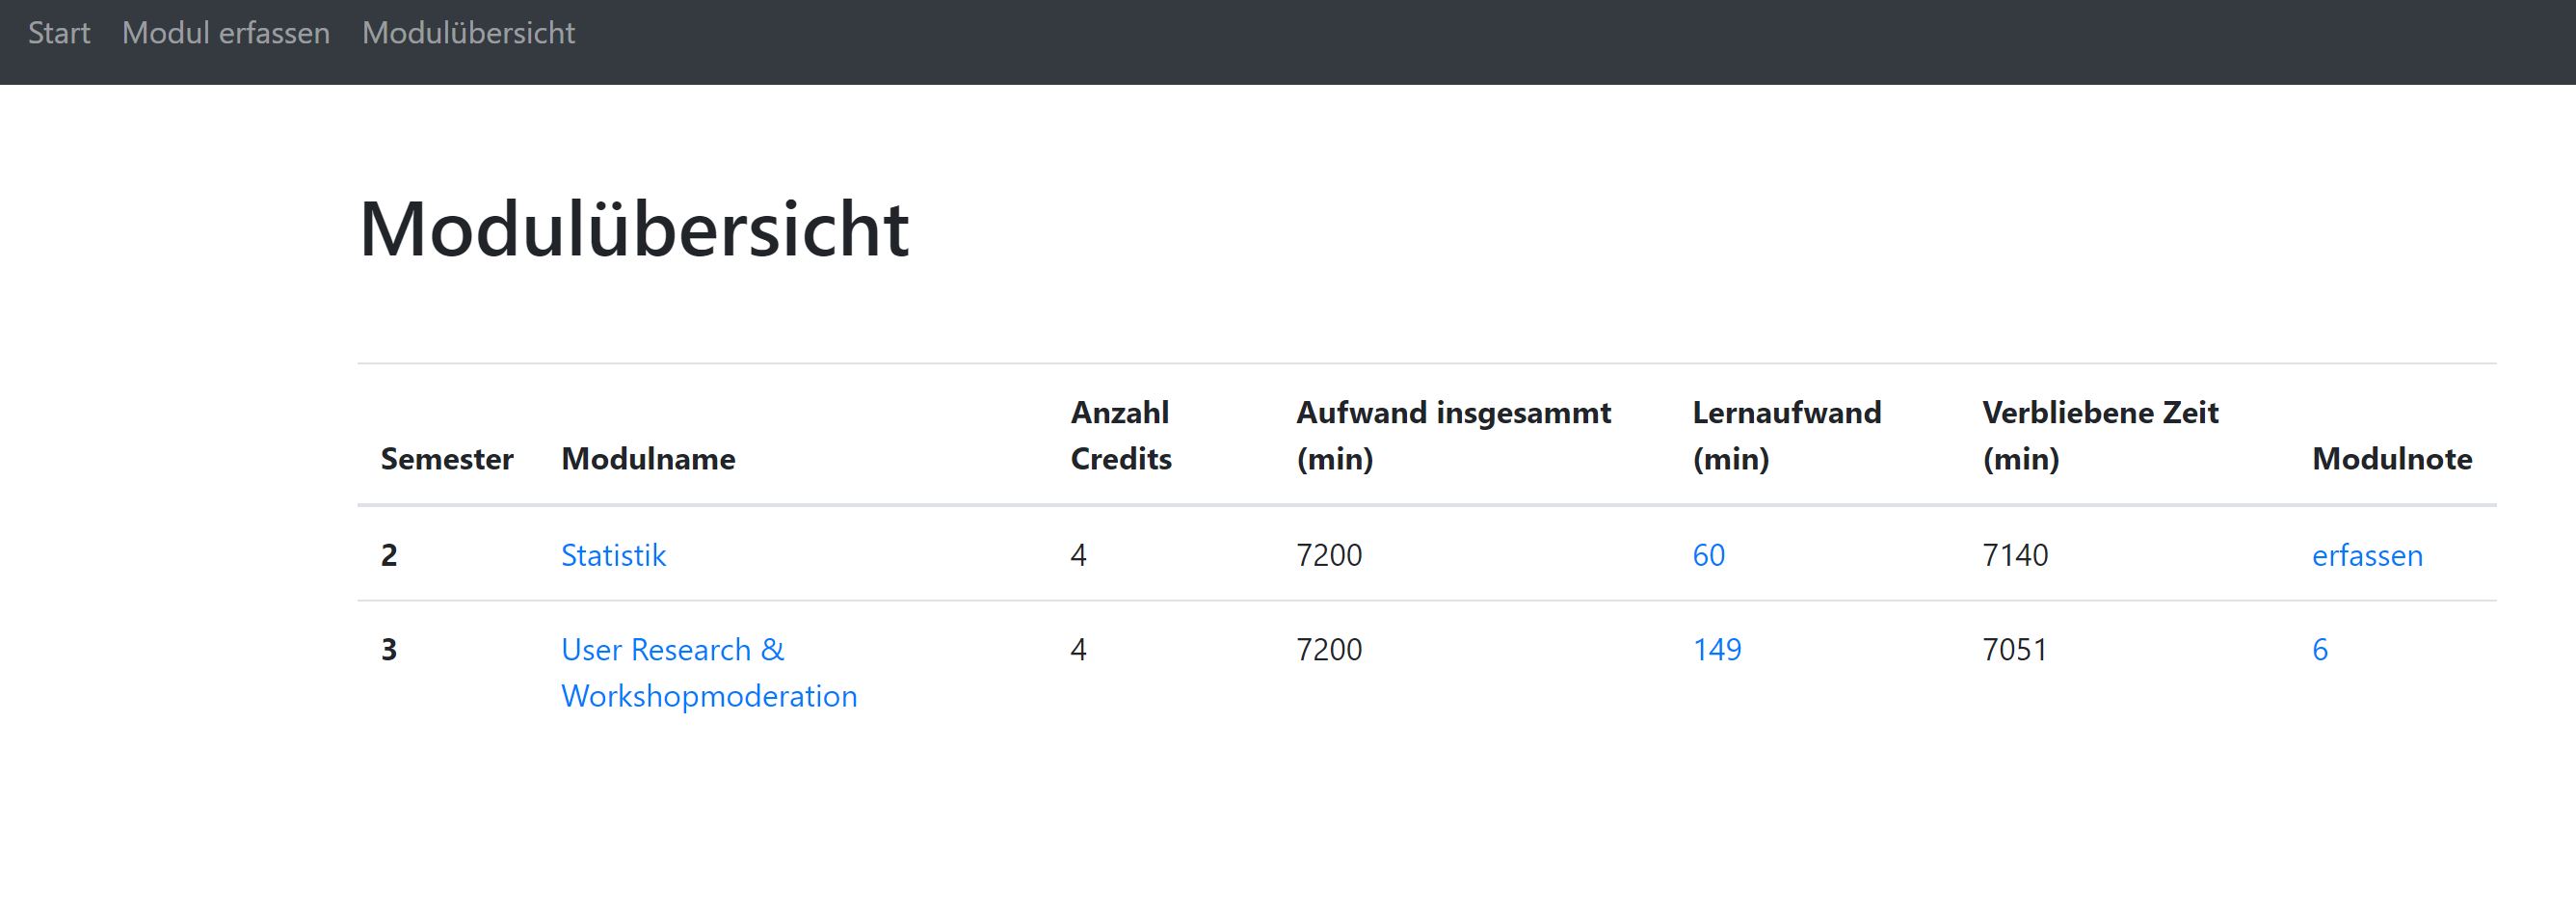 Start Modul erfassen Modulübersicht
Modulübersicht
Semester Modulname Anzahl Credits Aufwand insgesammt (min) Lernaufwand (min) Verbliebene Zeit (min) Modulnote
2 Statistik 4 7200 60 7140 erfassen
3 User Research & Workshopmoderation 4 7200 149 7051 6